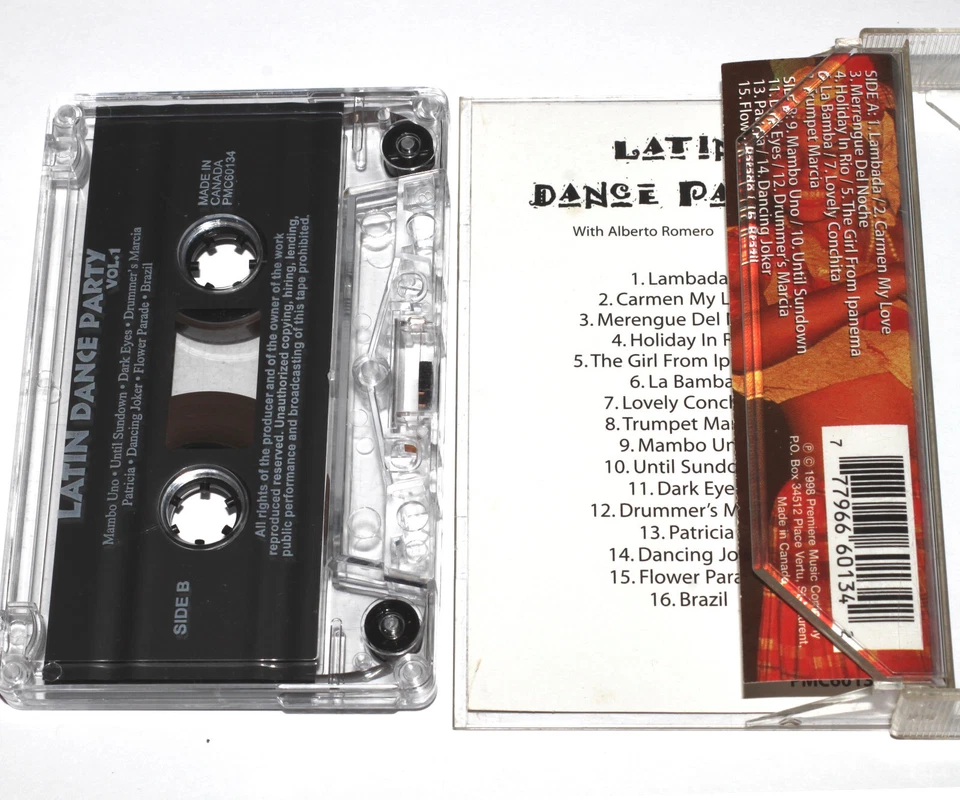 LATIN DANCE PARTY
VOL.1
Mambo Uno • Until Sundown • Dark Eyes • Drummer's Marcia
Patricia • Dancing Joker • Flower Parade • Brazil
MADE IN
CANADA
PMC60134
SIDE B
All rights of the producer and of the owner of the work
reproduced reserved. Unauthorized copying, hiring, lending,
public performance and broadcasting of this tape prohibited.
LATIN
DANCE PA
With Alberto Romero
1. Lambada
2. Carmen My L
3. Merengue Del
4. Holiday In R
5. The Girl From Ip
6. La Bamba
7. Lovely Conch
8. Trumpet Ma
9. Mambo Un
10. Until Sundo
11. Dark Eye
12. Drummer's M
13. Patricia
14. Dancing Jo
15. Flower Para
16. Brazil
SIDE A: 1. Lambada / 2. Carmen My Love
3. Merrengue Del Noche
4. Holiday In Rio / 5. The Girl From Ipanema
6. La Bamba / 7. Lovely Conchita
Trumpet Marcia
9. Mambo Uno / 10. Until Sundown
11. Eyes / 12. Drummer's Marcia
13. / 14. Dancing Joker
15. Flow / 16. Brazil
7 77966 60134
℗ © 1998 Premiere Music
P.O. Box 34512 Place Vertu,
Made in Canada